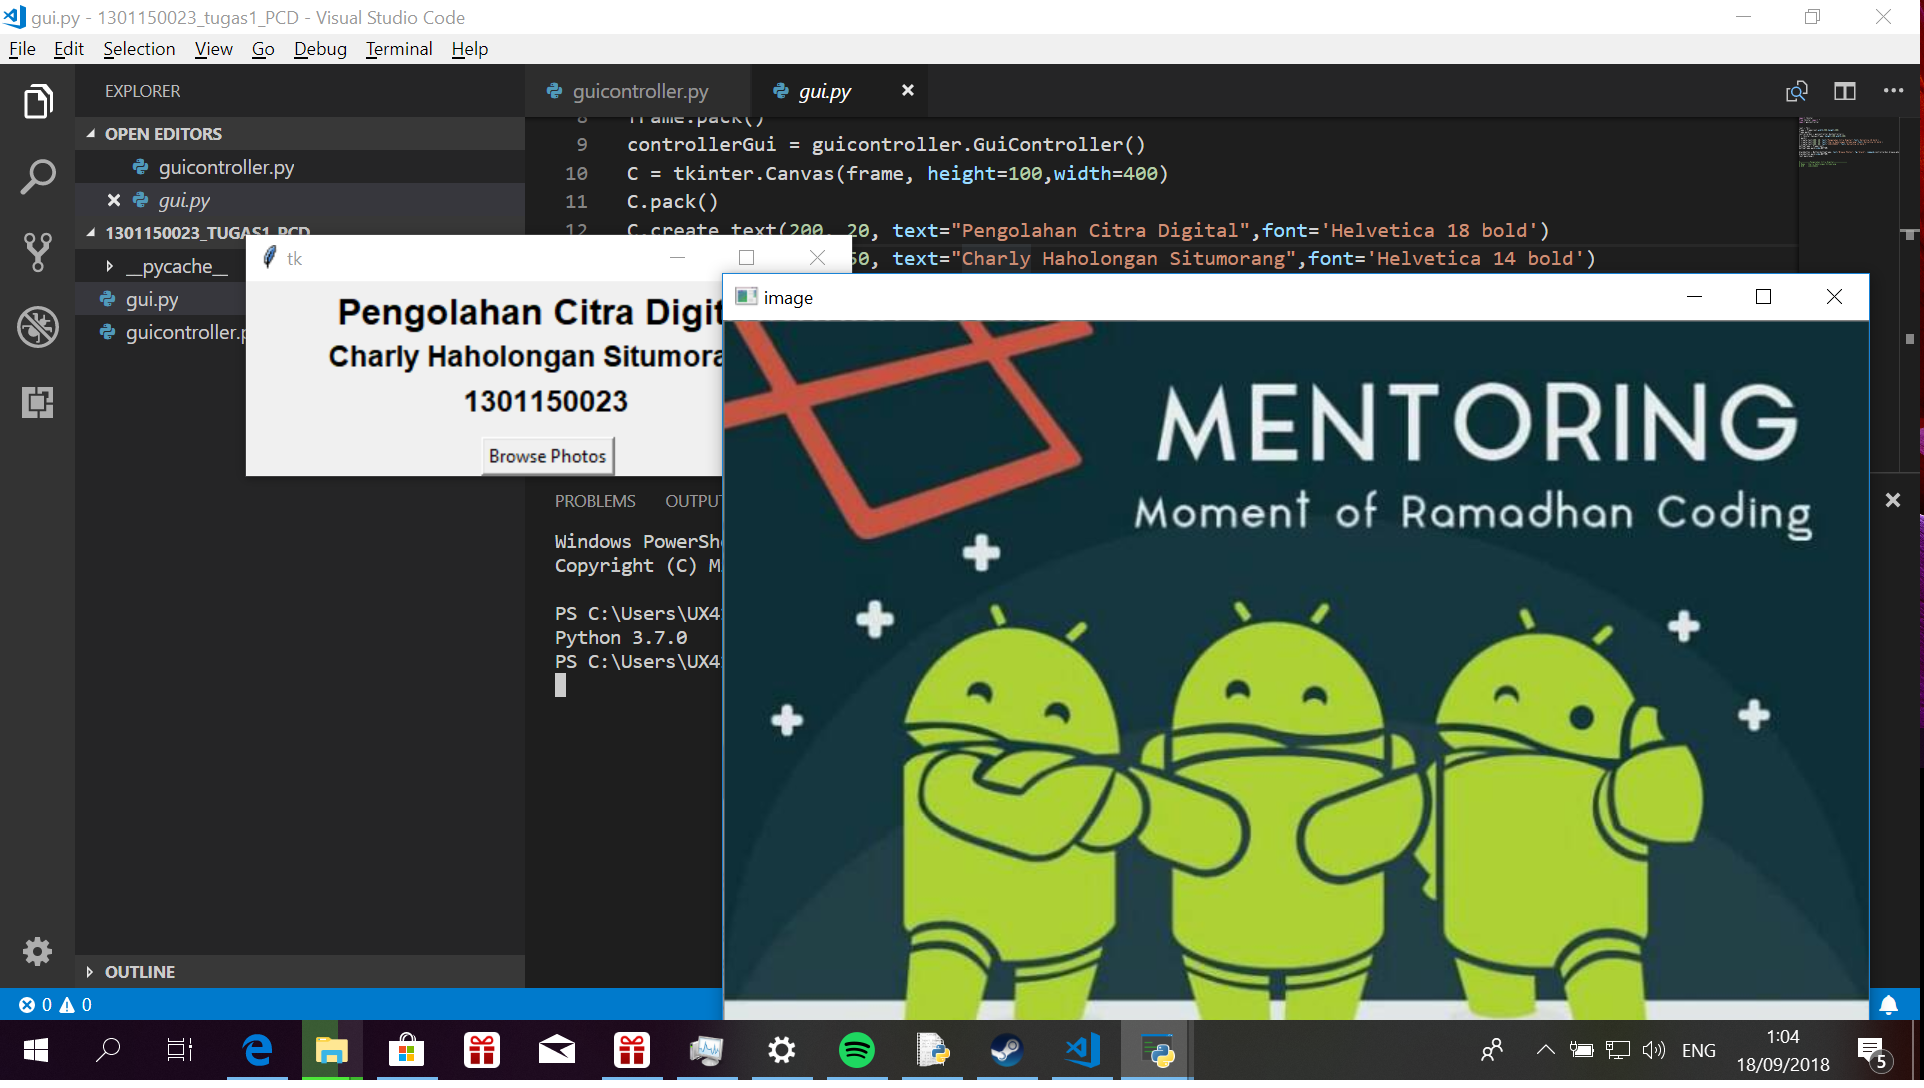 gui.py - 1301150023_tugas1_PCD - Visual Studio Code
File Edit Selection View Go Debug Terminal Help
EXPLORER
OPEN EDITORS
guicontroller.py
gui.py
1301150023_TUGAS1_PCD
__pycache__
gui.py
guicontroller.p
guicontroller.py gui.py
8 frame.pack()
9 controllerGui = guicontroller.GuiController()
10 C = tkinter.Canvas(frame, height=100,width=400)
11 C.pack()
12 C.create_text(200, 20, text="Pengolahan Citra Digital",font='Helvetica 18 bold')
50, text="Charly Haholongan Situmorang",font='Helvetica 14 bold')
tk
Pengolahan Citra Digit
Charly Haholongan Situmora
1301150023
Browse Photos
image
MENTORING
Moment of Ramadhan Coding
PROBLEMS OUTPUT
Windows PowerShe
Copyright (C) M
PS C:\Users\UX4
Python 3.7.0
PS C:\Users\UX4
OUTLINE
0 0
ENG
1:04
18/09/2018
5